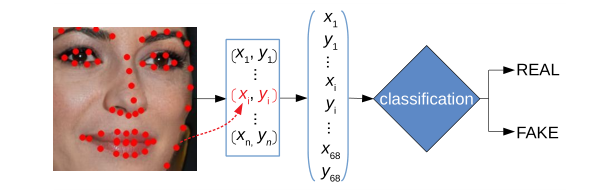 (x1, y1)
⋮
(xi, yi)
⋮
(xn, yn)
x1
y1
⋮
xi
yi
⋮
x68
y68
classification
REAL
FAKE